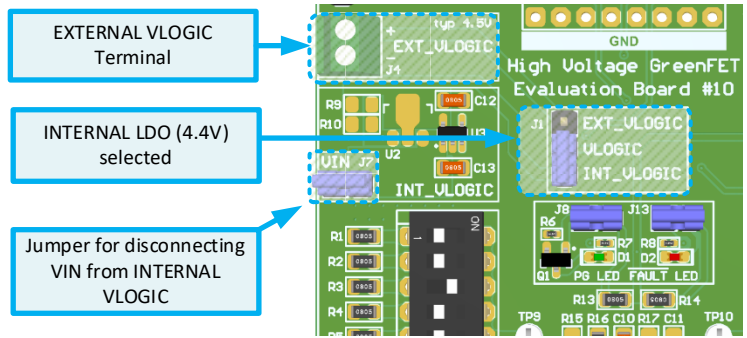 EXTERNAL VLOGIC
Terminal
INTERNAL LDO (4.4V)
selected
Jumper for disconnecting
VIN from INTERNAL
VLOGIC
typ 4.5V
+
EXT_VLOGIC
-
J4
GND
High Voltage GreenFET
Evaluation Board #10
R9
R10
0805
C12
U2
U3
0805
C13
VIN J7
INT_VLOGIC
J1
EXT_VLOGIC
VLOGIC
INT_VLOGIC
R1
0805
R2
0805
R3
0805
R4
0805
R5
ON
1
J8
J13
R6
R7
R8
D1
D2
Q1
PG LED
FAULT LED
R13
0805
0805
R14
TP9
R15 R16 C10 R17 C11
TP10